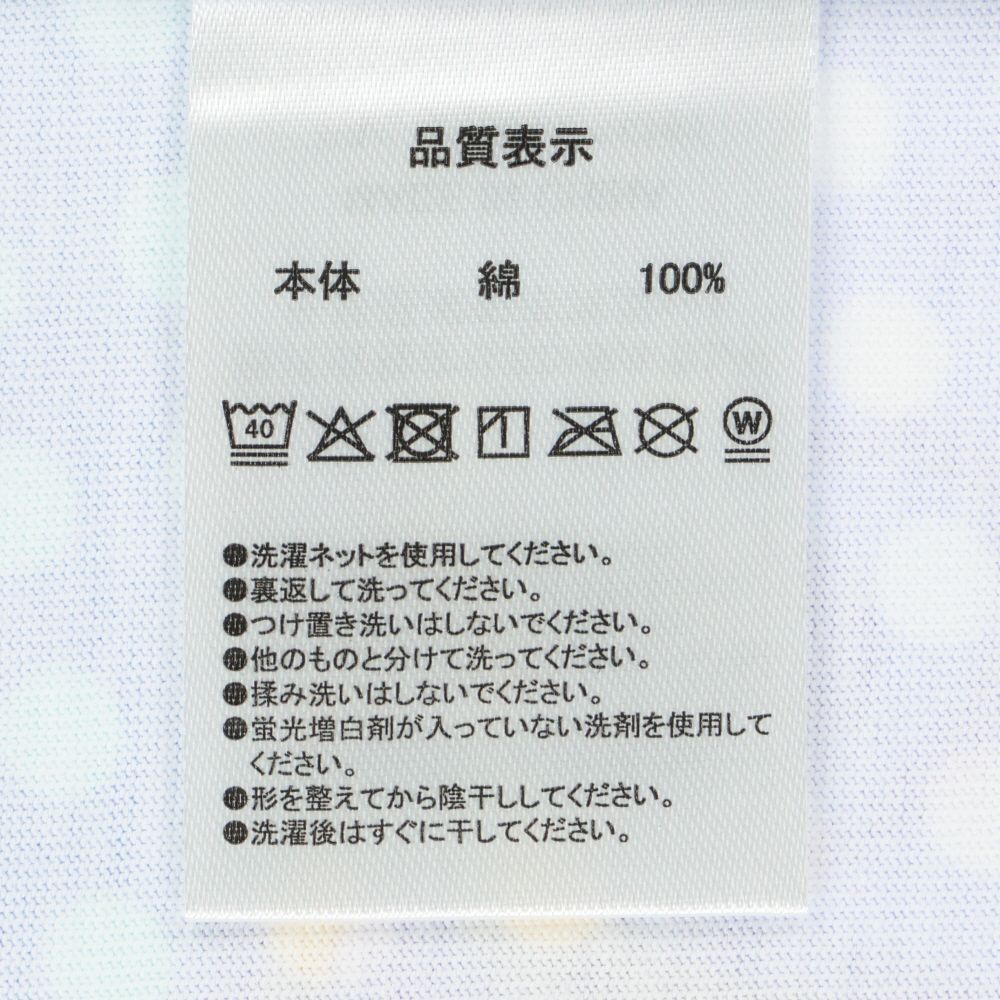 品質表示
本体 綿 100%
40 W
●洗濯ネットを使用してください。
●裏返して洗ってください。
●つけ置き洗いはしないでください。
●他のものと分けて洗ってください。
●揉み洗いはしないでください。
●蛍光増白剤が入っていない洗剤を使用して
ください。
●形を整えてから陰干ししてください。
●洗濯後はすぐに干してください。